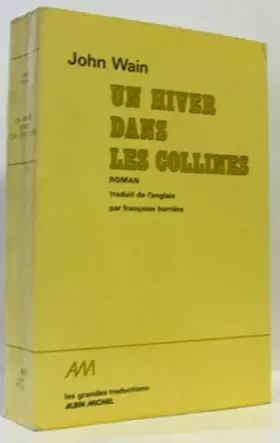 John Wain
UN HIVER
DANS
LES COLLINES
ROMAN
traduit de l'anglais
par françoise barrière
AM
les grandes traductions
ALBIN MICHEL